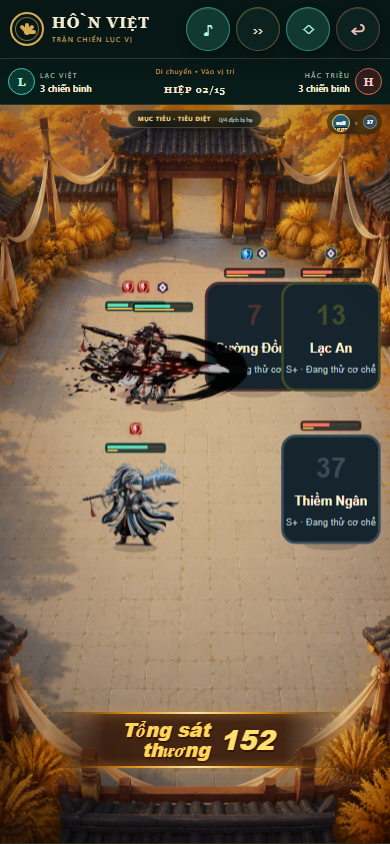 HỒN VIỆT
TRẬN CHIẾN LỤC VỊ
L
LẠC VIỆT
3 chiến binh
Di chuyển • Vào vị trí
HIỆP 02/15
HẮC TRIỀU
3 chiến binh
H
MỤC TIÊU · TIÊU DIỆT 0/4 địch bị hạ
27
7
13
Lạc An
S+ · Đang thử cơ chế
37
Thiềm Ngân
S+ · Đang thử cơ chế
Tổng sát thương 152